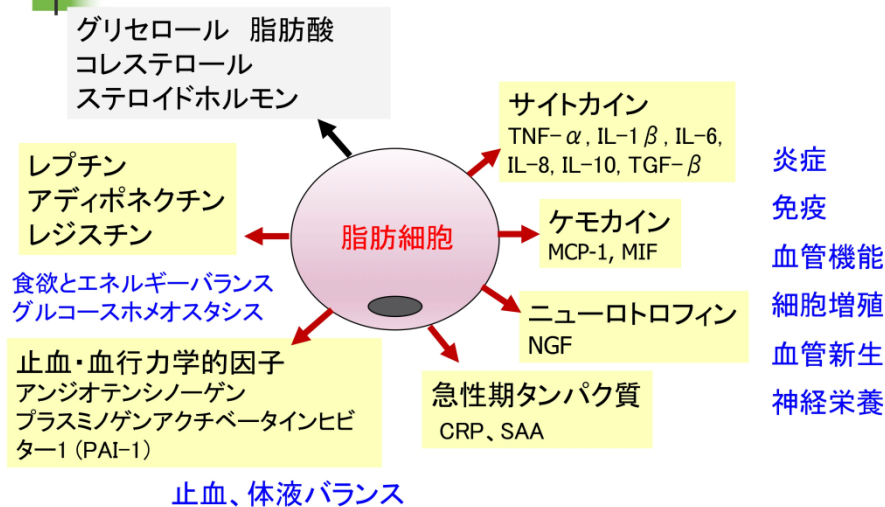 グリセロール 脂肪酸
コレステロール
ステロイドホルモン
サイトカイン
TNF-α, IL-1β, IL-6,
IL-8, IL-10, TGF-β
レプチン
アディポネクチン
レジスチン
食欲とエネルギーバランス
グルコースホメオスタシス
脂肪細胞
ケモカイン
MCP-1, MIF
ニューロトロフィン
NGF
急性期タンパク質
CRP、SAA
止血・血行力学的因子
アンジオテンシノーゲン
プラスミノゲンアクチベータインヒビ
ター1 (PAI-1)
止血、体液バランス
炎症
免疫
血管機能
細胞増殖
血管新生
神経栄養